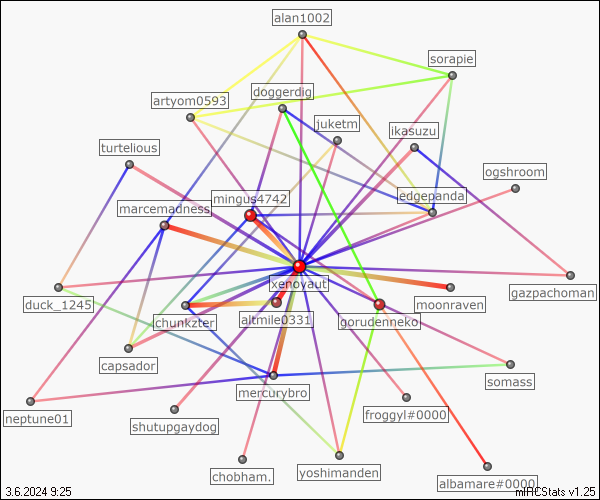 alan1002
sorapie
doggerdig
artyom0593
juketm
ikasuzu
turtelious
ogshroom
mingus4742
edgepanda
marcemadness
xenoyaut
gazpachoman
duck_1245
moonraven
chunkzter
altmile0331
gorudenneko
capsador
somass
mercurybro
neptune01
froggyl#0000
shutupgaydog
chobham.
yoshimanden
albamare#0000
3.6.2024 9:25
mIRCStats v1.25